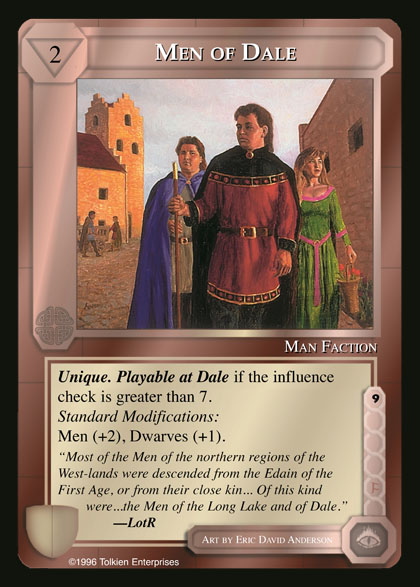 2
MEN OF DALE
MAN FACTION
Unique. Playable at Dale if the influence
check is greater than 7.
Standard Modifications:
Men (+2), Dwarves (+1).
“Most of the Men of the northern regions of the
West-lands were descended from the Edain of the
First Age, or from their close kin... Of this kind
were...the Men of the Long Lake and of Dale.”
—LotR
9
F
ART BY ERIC DAVID ANDERSON
©1996 Tolkien Enterprises